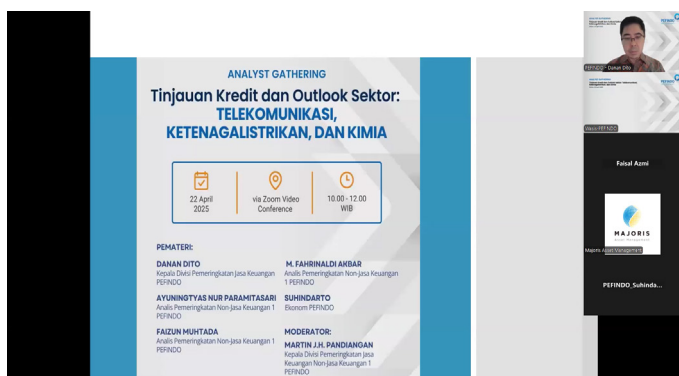 ANALYST GATHERING
Tinjauan Kredit dan Outlook Sektor:
TELEKOMUNIKASI,
KETENAGALISTRIKAN, DAN KIMIA
22 April
2025
via Zoom Video
Conference
10.00 - 12.00
WIB
PEMATERI:
DANAN DITO
Kepala Divisi Pemeringkatan Jasa Keuangan
PEFINDO
AYUNINGTYAS NUR PARAMITASARI
Analis Pemeringkatan Non-Jasa Keuangan 1
PEFINDO
FAIZUN MUHTADA
Analis Pemeringkatan Non-Jasa Keuangan 1
PEFINDO
M. FAHRINALDI AKBAR
Analis Pemeringkatan Non-Jasa Keuangan
1 PEFINDO
SUHINDARTO
Ekonom PEFINDO
MODERATOR:
MARTIN J.H. PANDIANGAN
Kepala Divisi Pemeringkatan Jasa
Keuangan Non-Jasa Keuangan 1
PEFINDO
PEFINDO - Danan Dito
PEFINDO
Faisal Azmi
MAJORIS
Asset Management
Majoris Asset Management
PEFINDO_Suhinda...